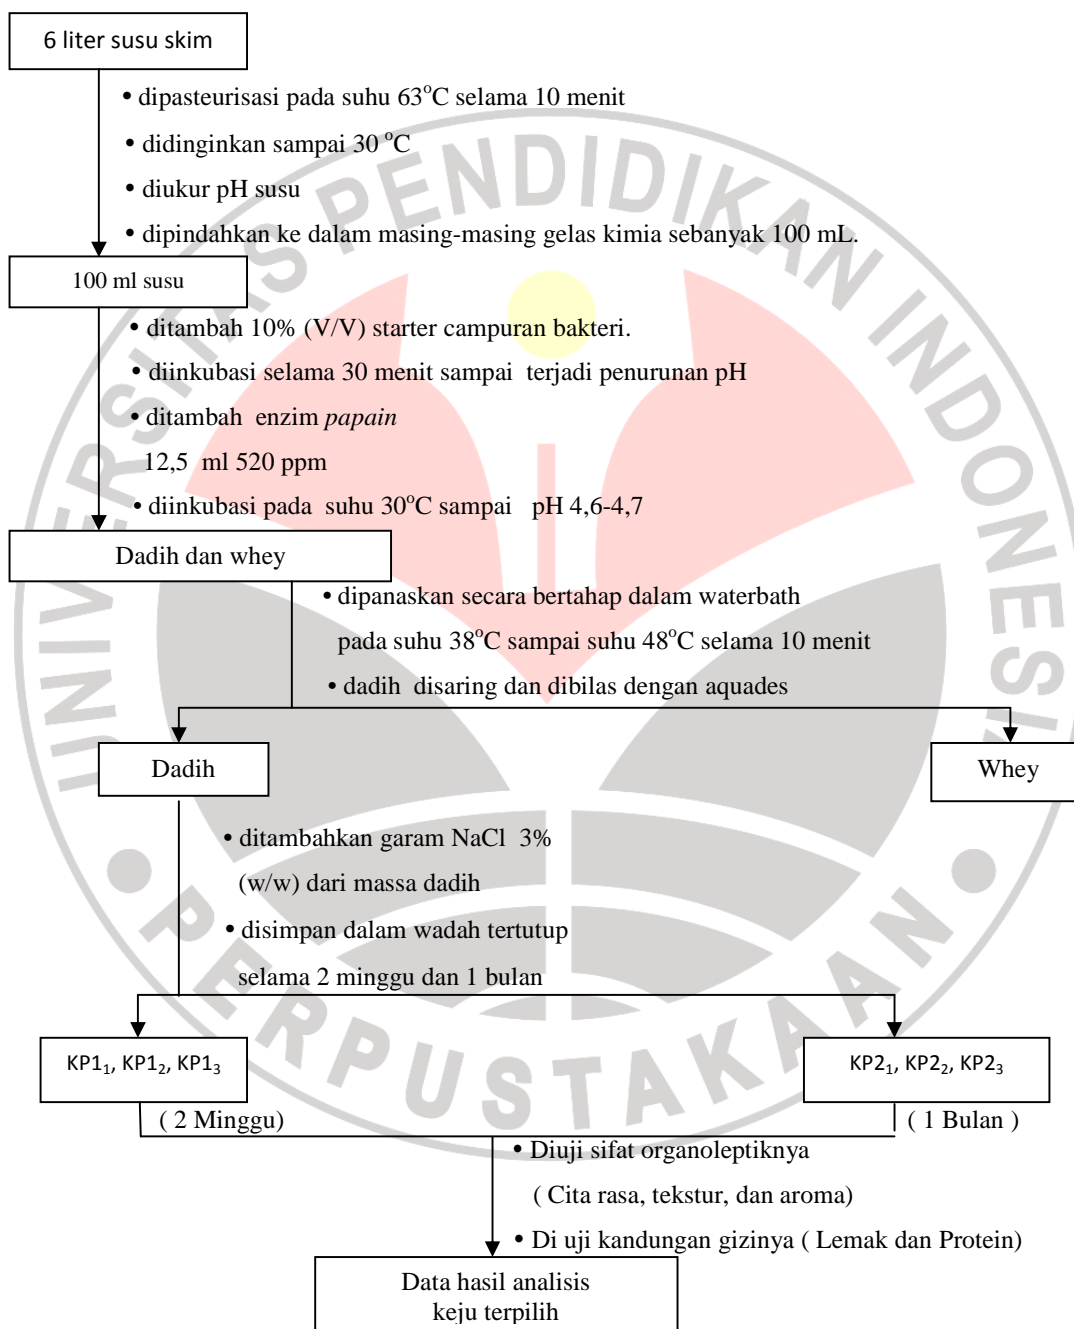 6 liter susu skim
• dipasteurisasi pada suhu 63°C selama 10 menit
• didinginkan sampai 30 °C
• diukur pH susu
• dipindahkan ke dalam masing-masing gelas kimia sebanyak 100 mL.
100 ml susu
• ditambah 10% (V/V) starter campuran bakteri.
• diinkubasi selama 30 menit sampai terjadi penurunan pH
• ditambah enzim papain
12,5 ml 520 ppm
• diinkubasi pada suhu 30°C sampai pH 4,6-4,7
Dadih dan whey
• dipanaskan secara bertahap dalam waterbath
pada suhu 38°C sampai suhu 48°C selama 10 menit
• dadih disaring dan dibilas dengan aquades
Dadih
Whey
• ditambahkan garam NaCl 3%
(w/w) dari massa dadih
• disimpan dalam wadah tertutup
selama 2 minggu dan 1 bulan
KP1₁, KP1₂, KP1₃
KP2₁, KP2₂, KP2₃
( 2 Minggu)
( 1 Bulan )
• Diuji sifat organoleptiknya
( Cita rasa, tekstur, dan aroma)
• Di uji kandungan gizinya ( Lemak dan Protein)
Data hasil analisis
keju terpilih
UNIVERSITAS PENDIDIKAN INDONESIA
PERPUSTAKAAN